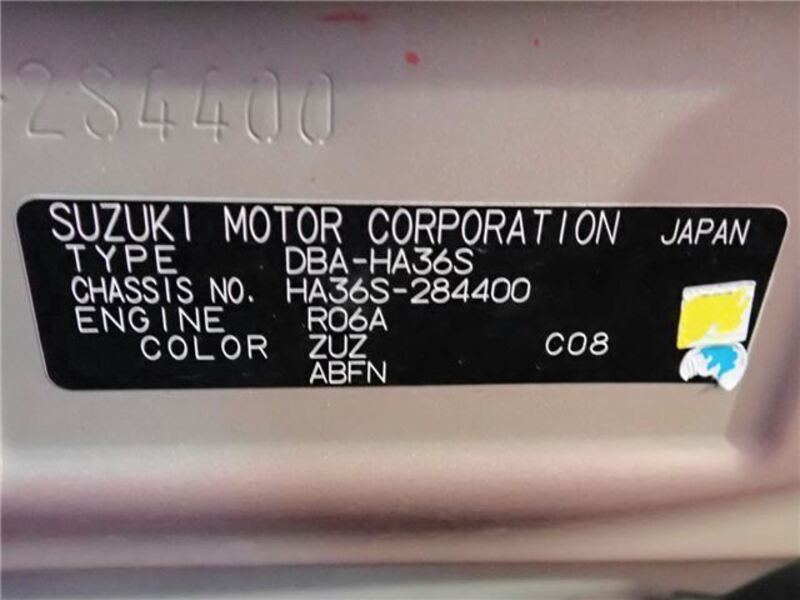 -2S4400
SUZUKI MOTOR CORPORATION JAPAN
TYPE DBA-HA36S
CHASSIS NO. HA36S-284400
ENGINE R06A
COLOR ZUZ C08
ABFN